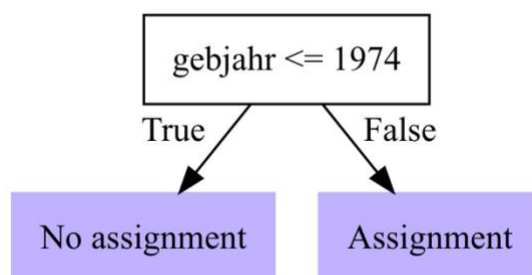 gebjahr <= 1974
True
False
No assignment
Assignment